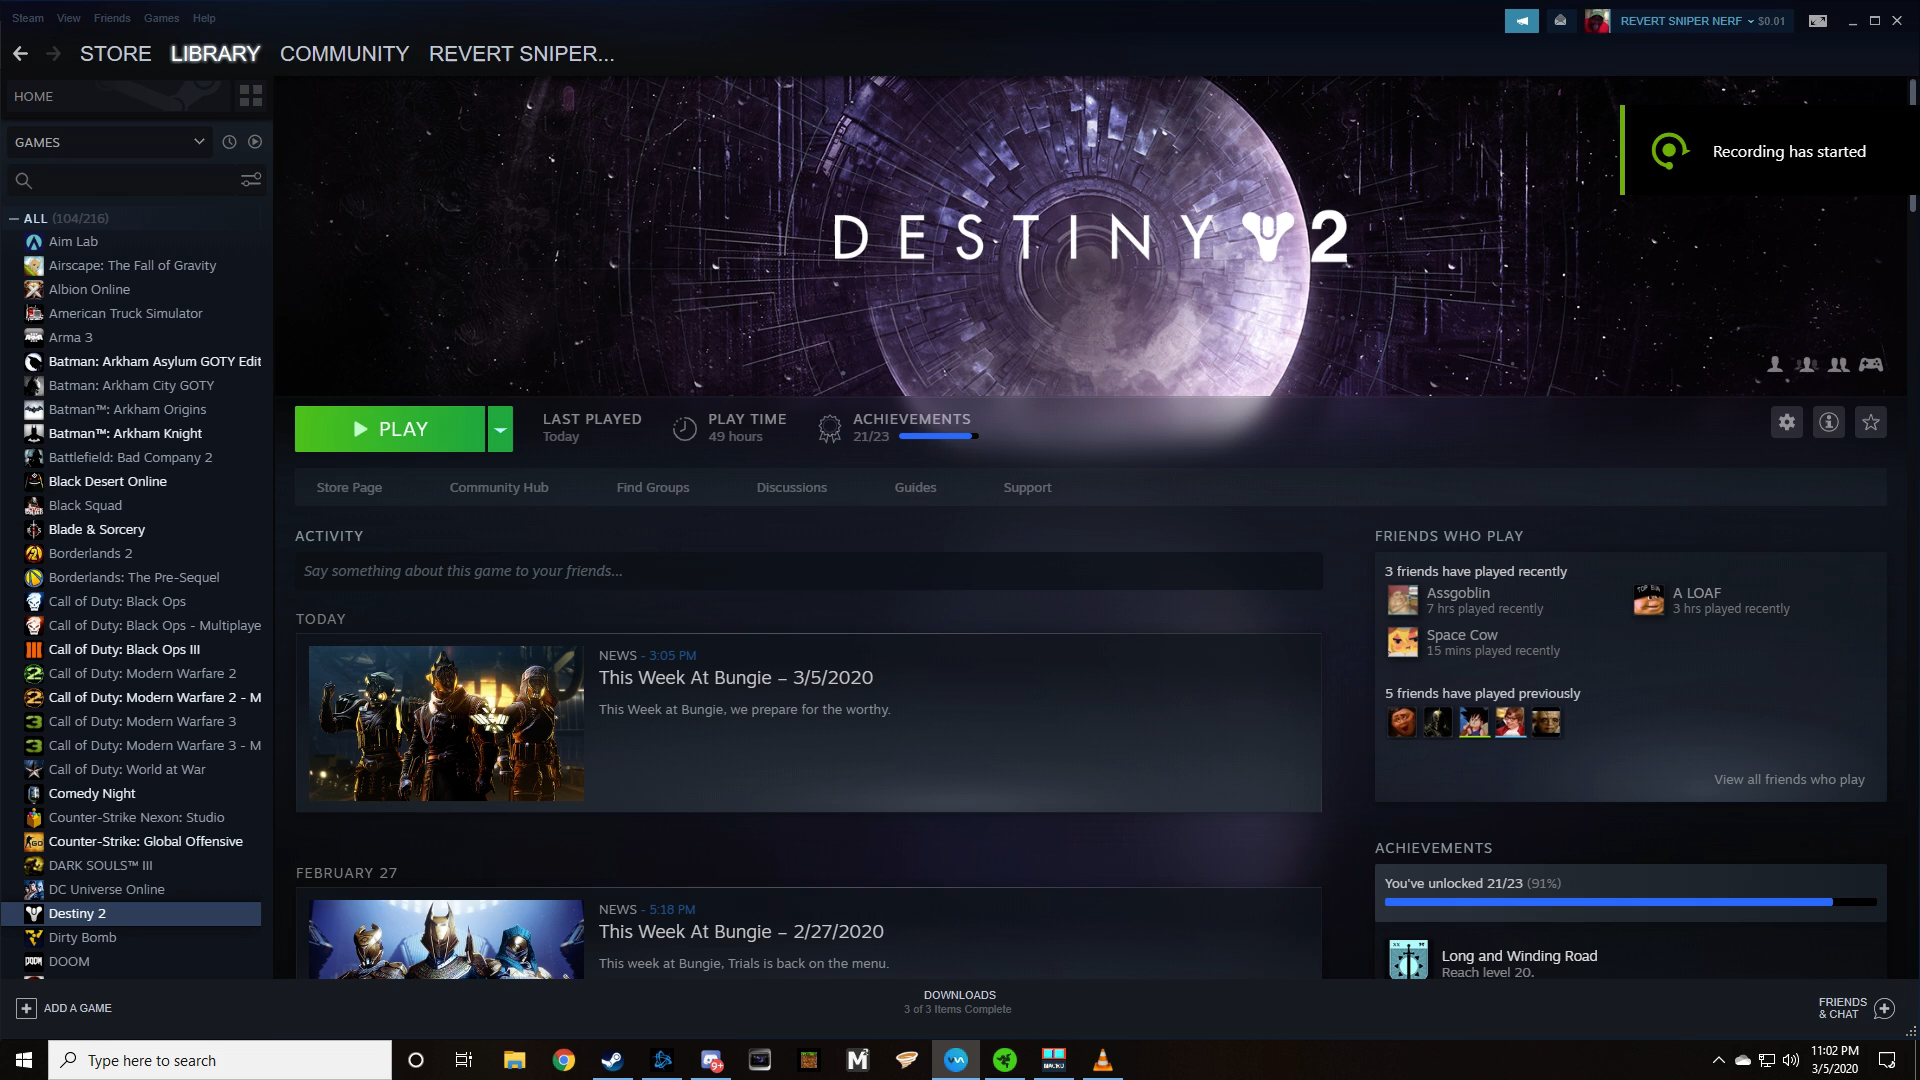 Steam View Friends Games Help
REVERT SNIPER NERF $0.01
STORE LIBRARY COMMUNITY REVERT SNIPER...
HOME
GAMES
Recording has started
DESTINY 2
ALL (104/216)
Aim Lab
Airscape: The Fall of Gravity
Albion Online
American Truck Simulator
Arma 3
Batman: Arkham Asylum GOTY Edit
Batman: Arkham City GOTY
Batman™: Arkham Origins
Batman™: Arkham Knight
Battlefield: Bad Company 2
Black Desert Online
Black Squad
Blade & Sorcery
Borderlands 2
Borderlands: The Pre-Sequel
Call of Duty: Black Ops
Call of Duty: Black Ops - Multiplaye
Call of Duty: Black Ops III
Call of Duty: Modern Warfare 2
Call of Duty: Modern Warfare 2 - M
Call of Duty: Modern Warfare 3
Call of Duty: Modern Warfare 3 - M
Call of Duty: World at War
Comedy Night
Counter-Strike Nexon: Studio
Counter-Strike: Global Offensive
DARK SOULS™ III
DC Universe Online
Destiny 2
Dirty Bomb
DOOM
PLAY
LAST PLAYED
Today
PLAY TIME
49 hours
ACHIEVEMENTS
21/23
Store Page Community Hub Find Groups Discussions Guides Support
ACTIVITY
Say something about this game to your friends...
TODAY
NEWS - 3:05 PM
This Week At Bungie – 3/5/2020
This Week at Bungie, we prepare for the worthy.
FEBRUARY 27
NEWS - 5:18 PM
This Week At Bungie – 2/27/2020
This week at Bungie, Trials is back on the menu.
FRIENDS WHO PLAY
3 friends have played recently
Assgoblin
7 hrs played recently
A LOAF
3 hrs played recently
Space Cow
15 mins played recently
5 friends have played previously
View all friends who play
ACHIEVEMENTS
You've unlocked 21/23 (91%)
Long and Winding Road
Reach level 20.
ADD A GAME
DOWNLOADS
3 of 3 Items Complete
FRIENDS
& CHAT
Type here to search
9+
MACRO
11:02 PM
3/5/2020